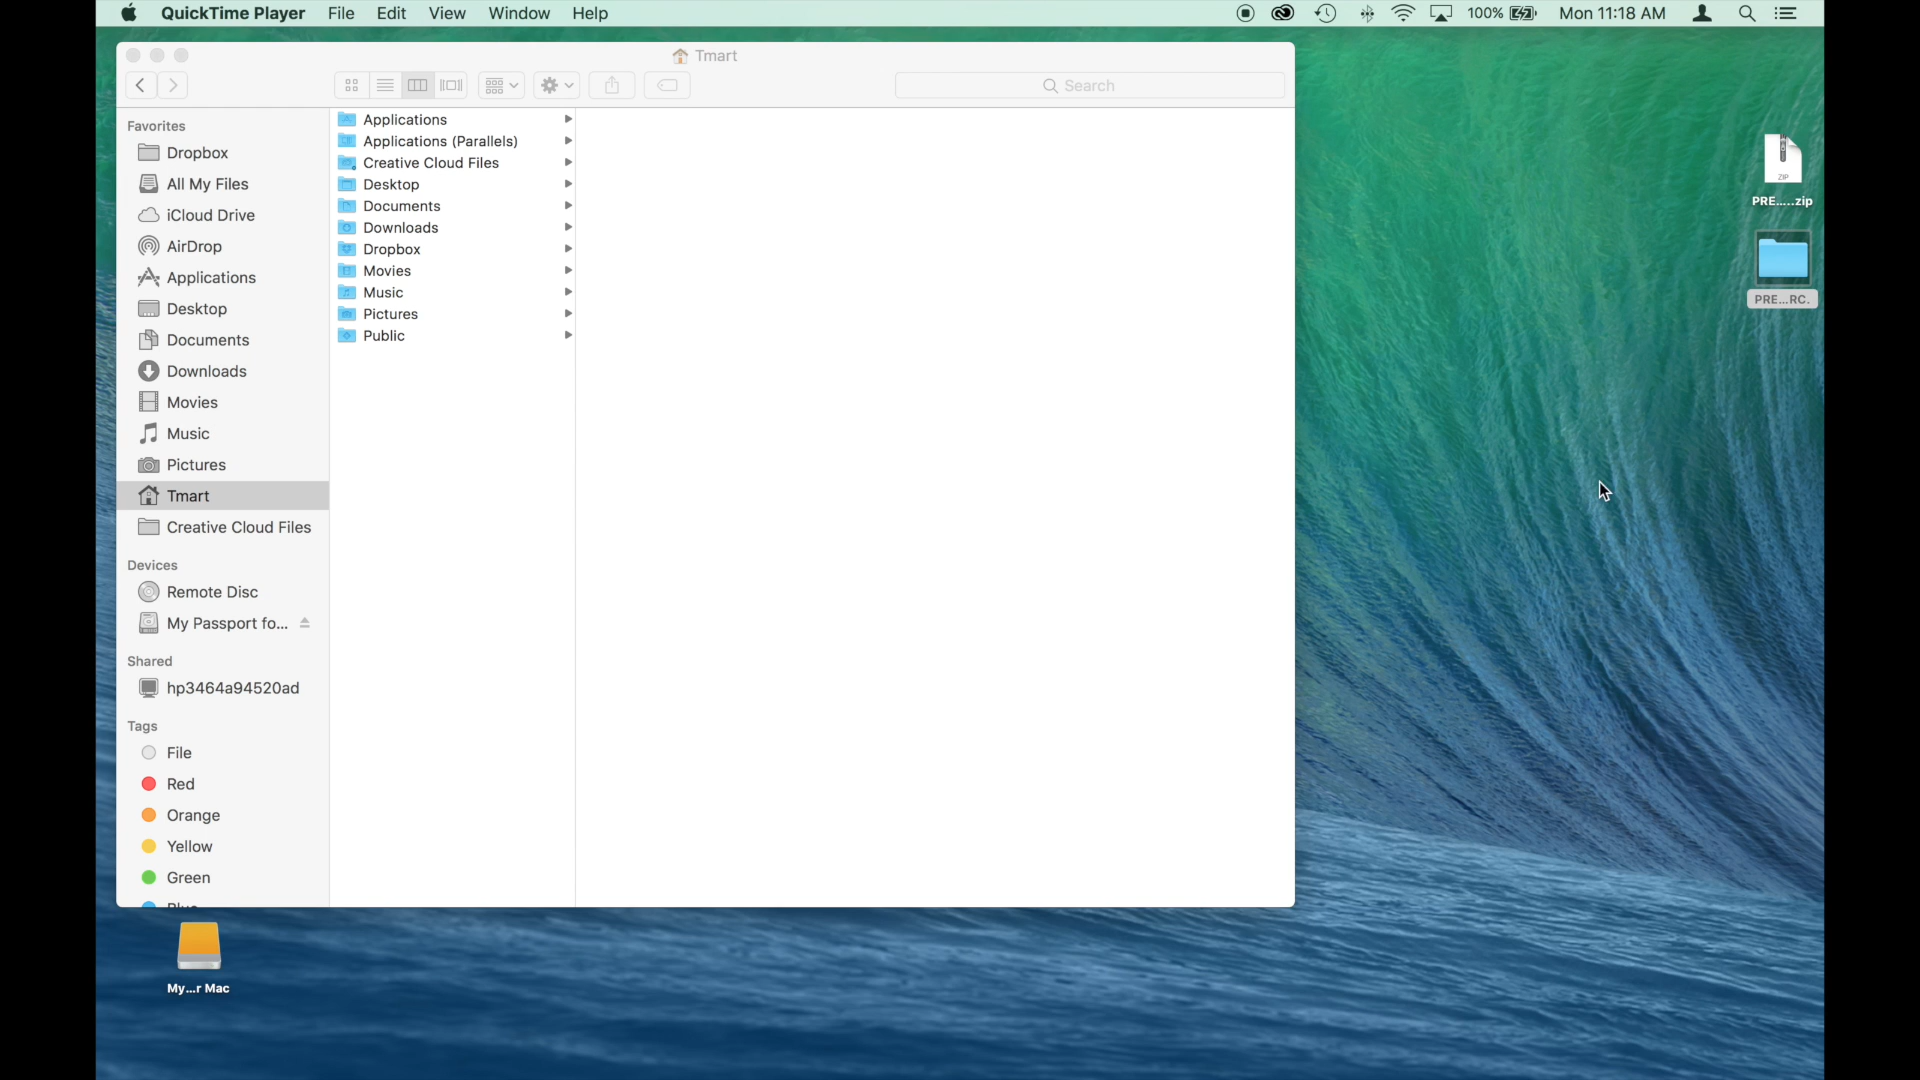 QuickTime Player File Edit View Window Help 100% Mon 11:18 AM
Tmart
Search
Favorites
Dropbox
All My Files
iCloud Drive
AirDrop
Applications
Desktop
Documents
Downloads
Movies
Music
Pictures
Tmart
Creative Cloud Files
Devices
Remote Disc
My Passport fo...
Shared
hp3464a94520ad
Tags
File
Red
Orange
Yellow
Green
Blue
Applications
Applications (Parallels)
Creative Cloud Files
Desktop
Documents
Downloads
Dropbox
Movies
Music
Pictures
Public
ZIP
PRE.....zip
PRE...RC.
My...r Mac